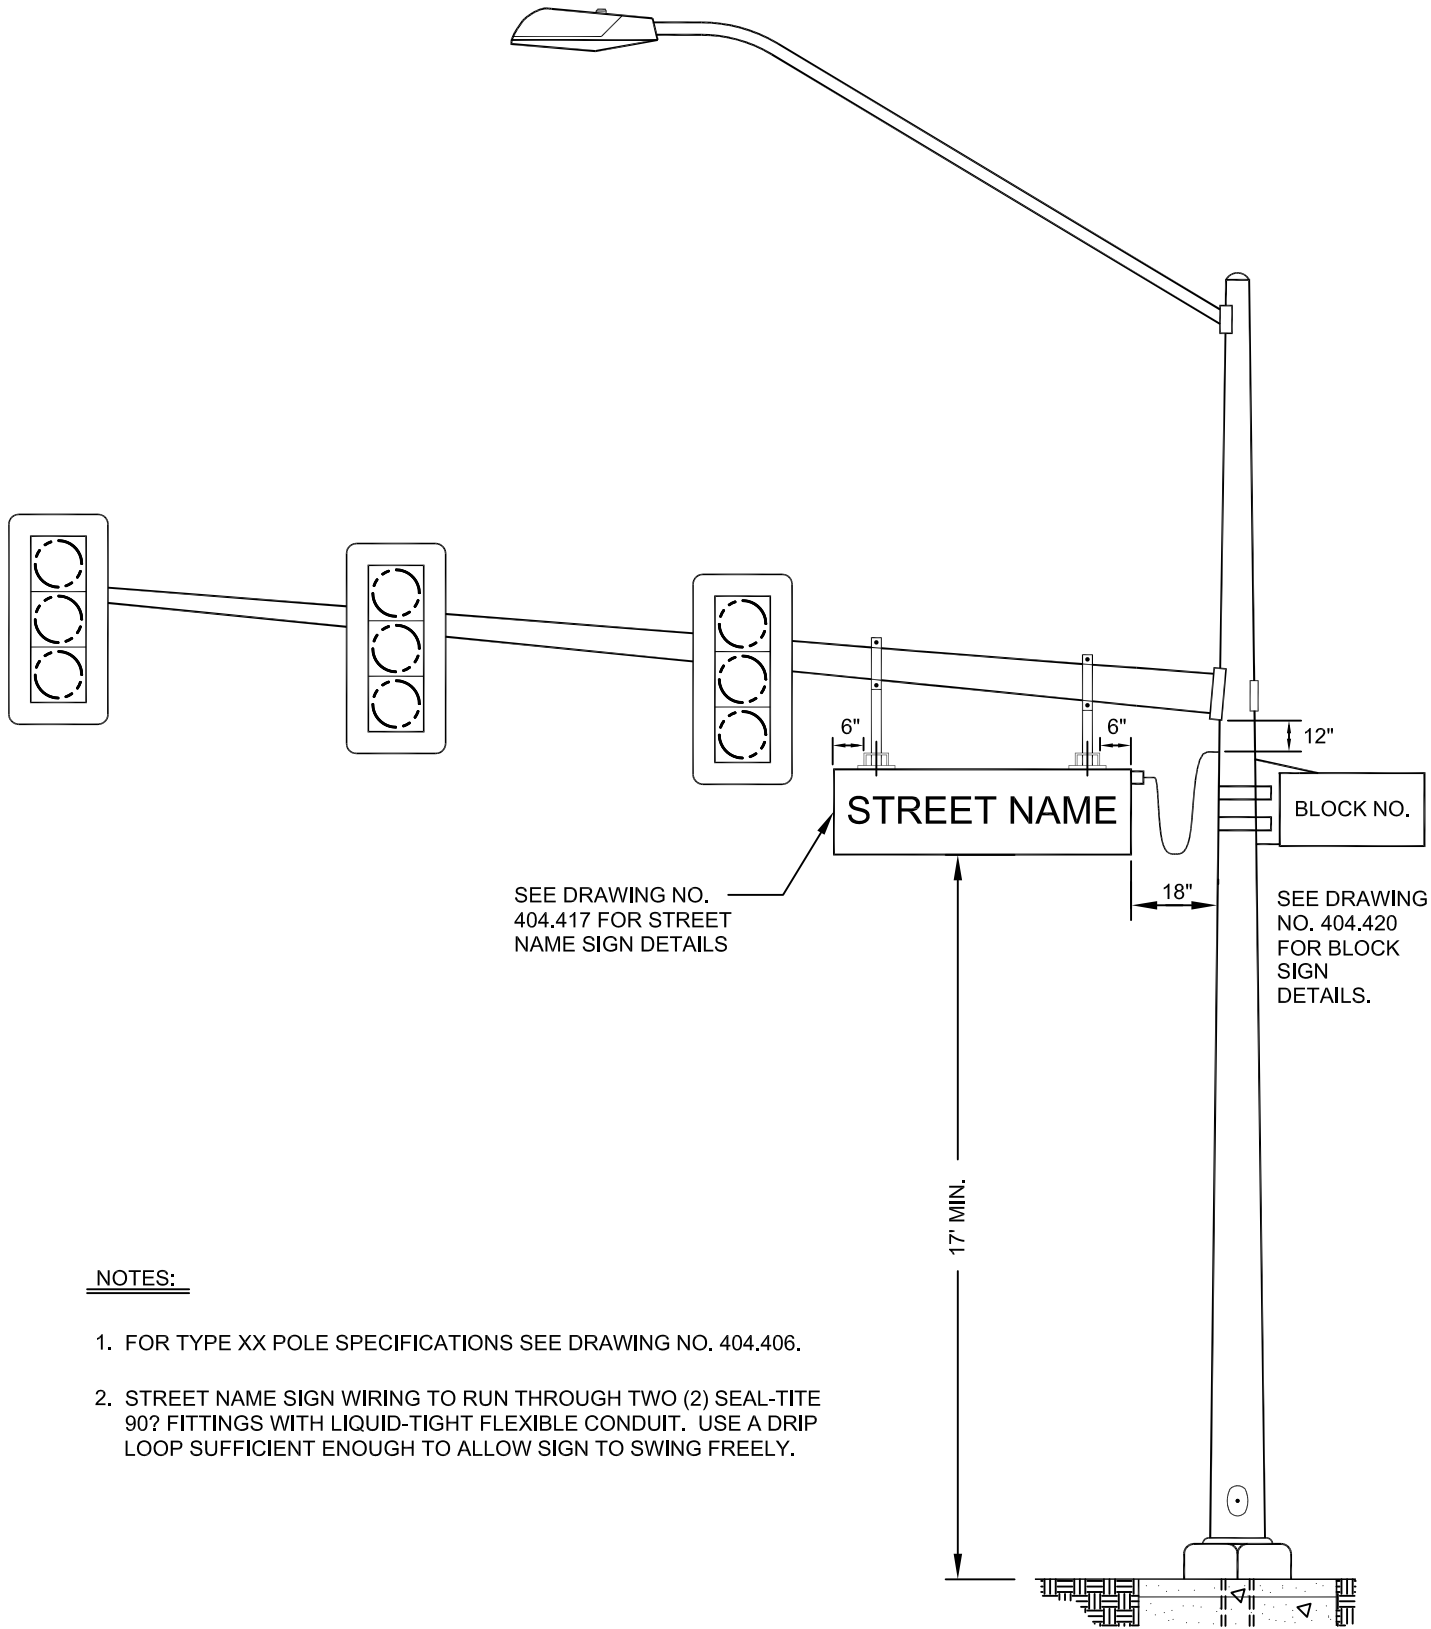 6"
6"
12"
STREET NAME
BLOCK NO.
SEE DRAWING NO.
404.417 FOR STREET
NAME SIGN DETAILS
18"
SEE DRAWING
NO. 404.420
FOR BLOCK
SIGN
DETAILS.
17' MIN.
NOTES:
1. FOR TYPE XX POLE SPECIFICATIONS SEE DRAWING NO. 404.406.
2. STREET NAME SIGN WIRING TO RUN THROUGH TWO (2) SEAL-TITE
90? FITTINGS WITH LIQUID-TIGHT FLEXIBLE CONDUIT. USE A DRIP
LOOP SUFFICIENT ENOUGH TO ALLOW SIGN TO SWING FREELY.